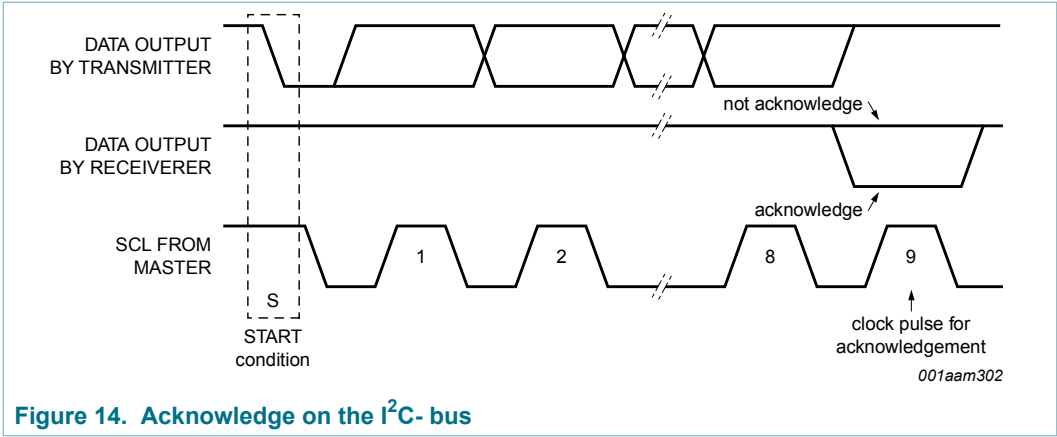 DATA OUTPUT
BY TRANSMITTER
not acknowledge
DATA OUTPUT
BY RECEIVERER
acknowledge
SCL FROM
MASTER
1
2
8
9
S
START
condition
clock pulse for
acknowledgement
001aam302
Figure 14. Acknowledge on the I²C- bus